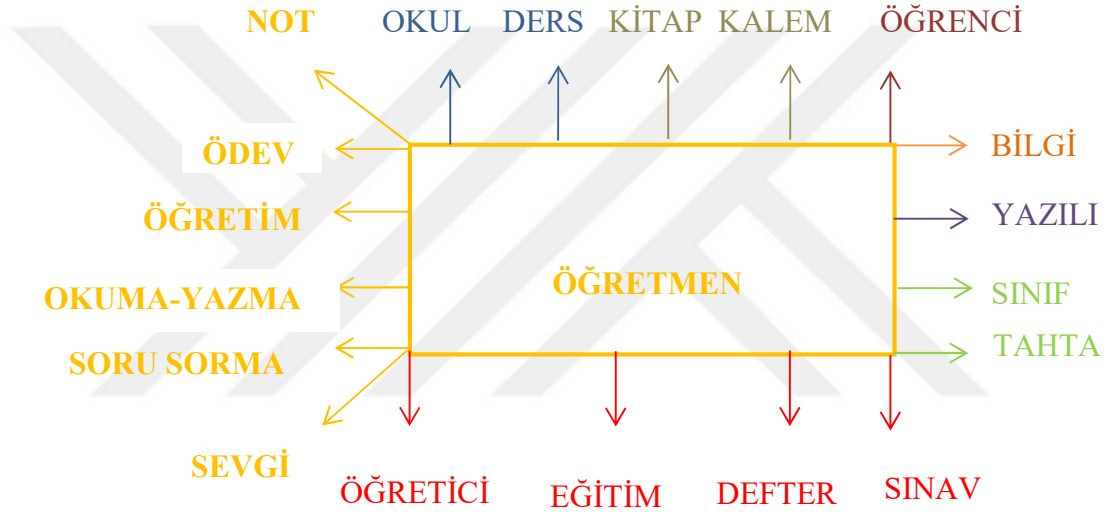 NOT OKUL DERS KİTAP KALEM ÖĞRENCİ
ÖDEV BİLGİ
ÖĞRETİM YAZILI
ÖĞRETMEN
OKUMA-YAZMA SINIF
SORU SORMA TAHTA
SEVGİ
ÖĞRETİCİ EĞİTİM DEFTER SINAV